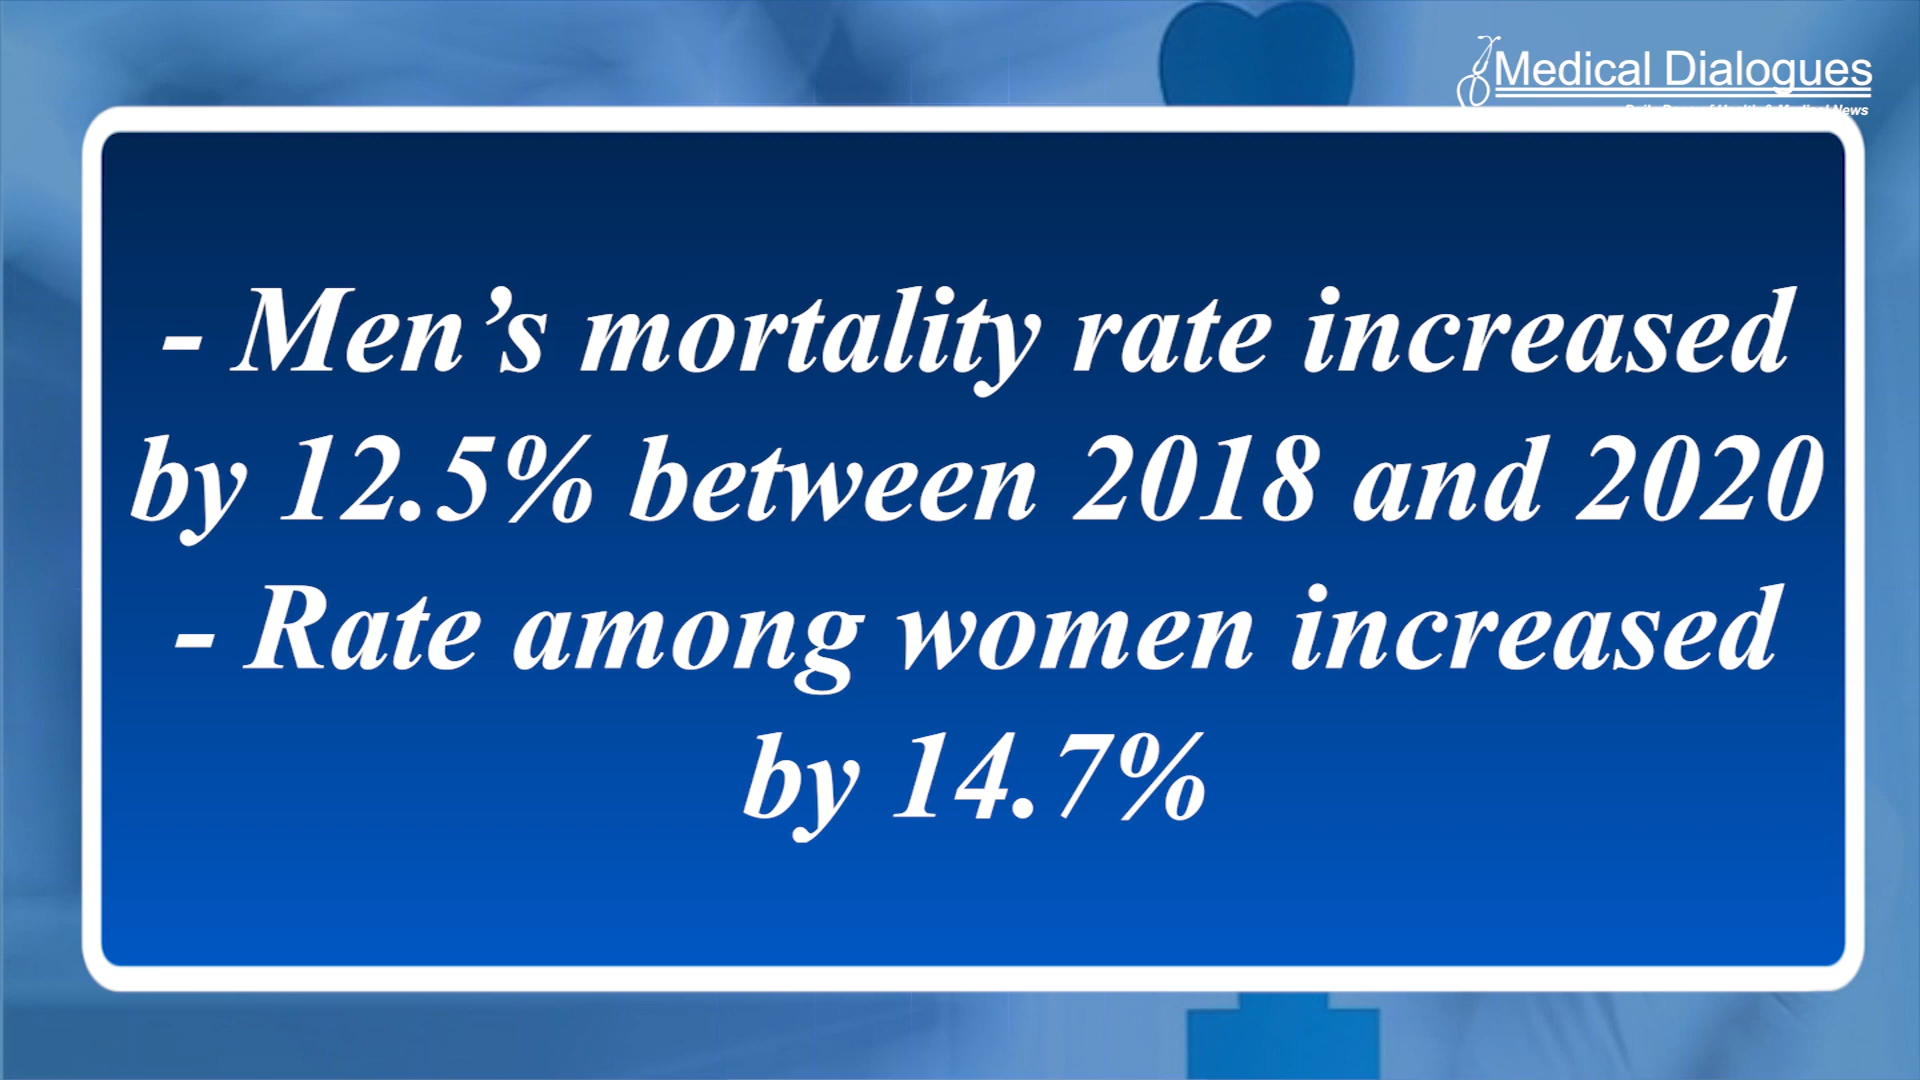 Medical Dialogues
News
- Men’s mortality rate increased
by 12.5% between 2018 and 2020
- Rate among women increased
by 14.7%